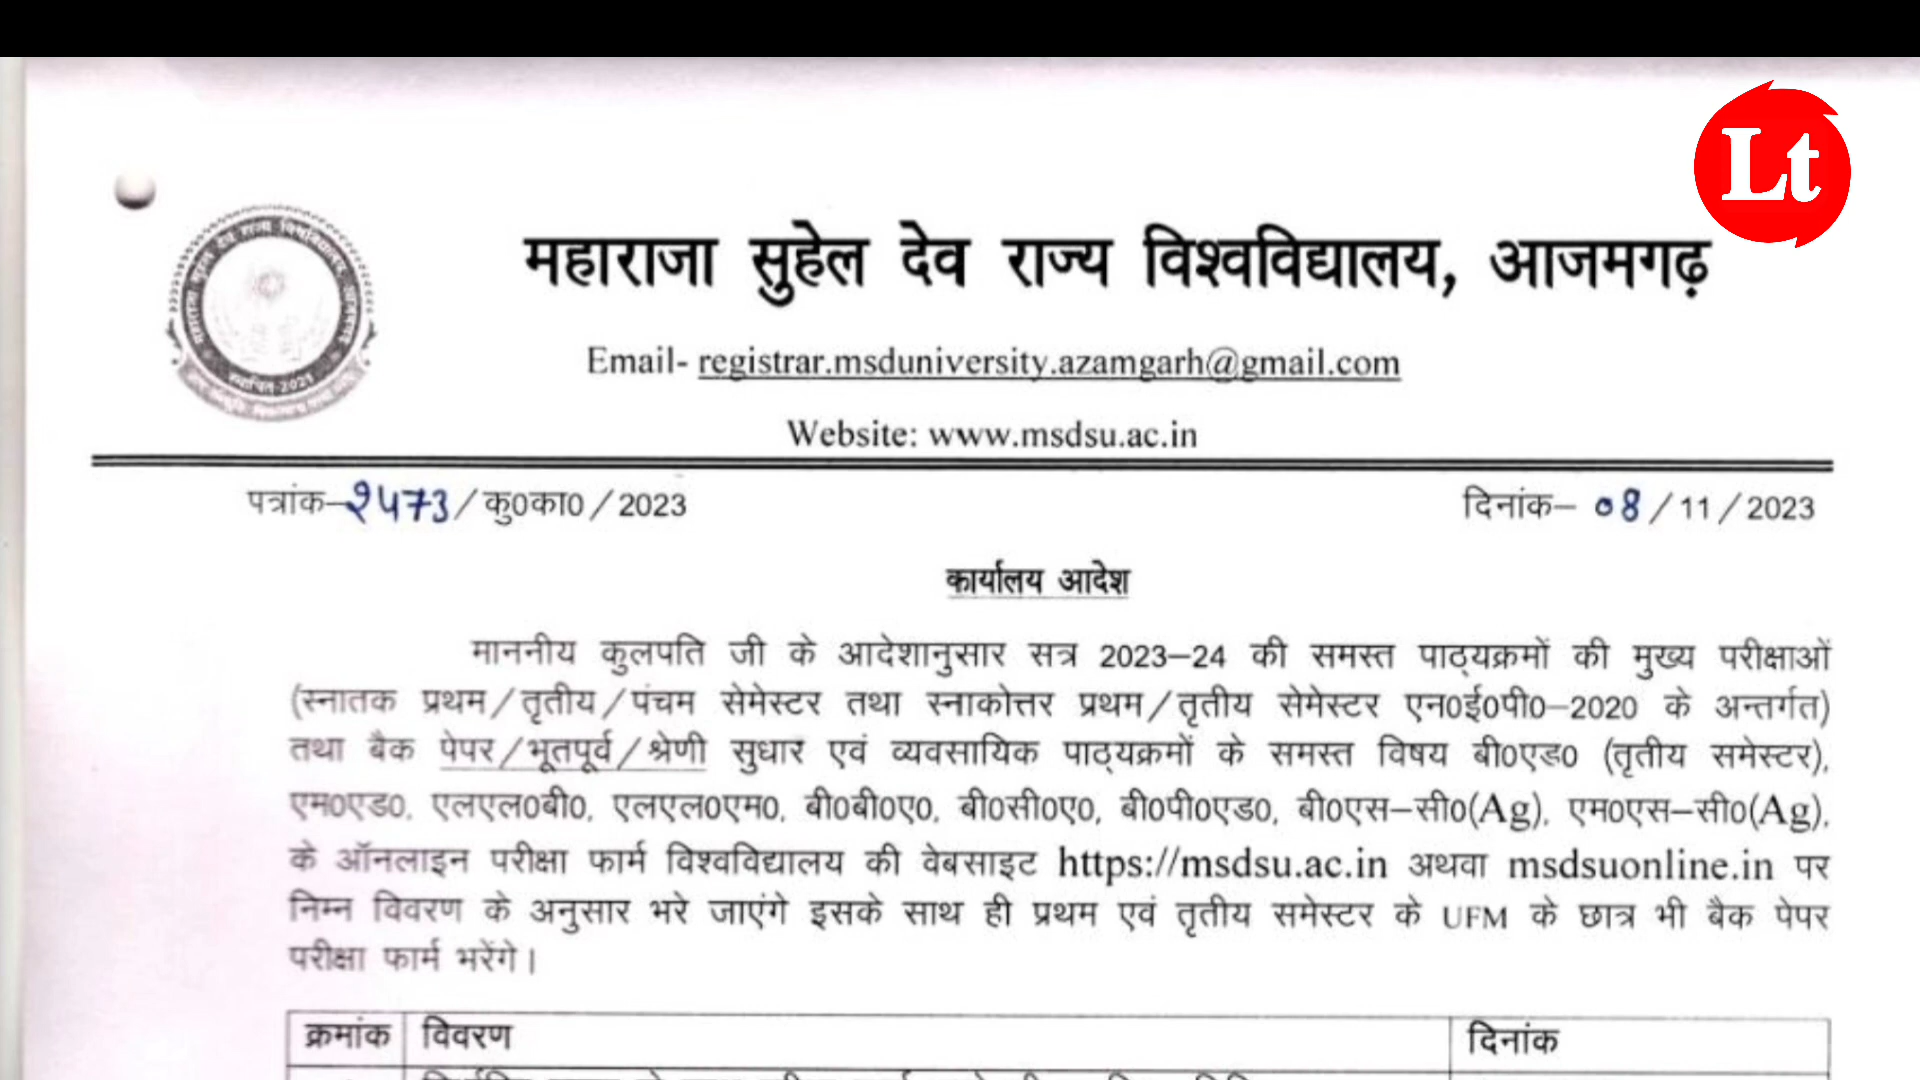 Lt
महाराजा सुहेल देव राज्य विश्वविद्यालय, आजमगढ़
Email- registrar.msduniversity.azamgarh@gmail.com
Website: www.msdsu.ac.in
पत्रांक-२५73/कु0का0/2023 दिनांक- 08/11/2023
कार्यालय आदेश
माननीय कुलपति जी के आदेशानुसार सत्र 2023-24 की समस्त पाठ्यक्रमों की मुख्य परीक्षाओं
(स्नातक प्रथम/तृतीय/पंचम सेमेस्टर तथा स्नाकोत्तर प्रथम/तृतीय सेमेस्टर एन0ई0पी0-2020 के अन्तर्गत)
तथा बैक पेपर/भूतपूर्व/श्रेणी सुधार एवं व्यवसायिक पाठ्यक्रमों के समस्त विषय बी0एड0 (तृतीय समेस्टर),
एम0एड0, एलएल0बी0, एलएल0एम0, बी0बी0ए0, बी0सी0ए0, बी0पी0एड0, बी0एस-सी0(Ag), एम0एस-सी0(Ag),
के ऑनलाइन परीक्षा फार्म विश्वविद्यालय की वेबसाइट https://msdsu.ac.in अथवा msdsuonline.in पर
निम्न विवरण के अनुसार भरे जाएंगे इसके साथ ही प्रथम एवं तृतीय समेस्टर के UFM के छात्र भी बैक पेपर
परीक्षा फार्म भरेंगे।
क्रमांक विवरण दिनांक